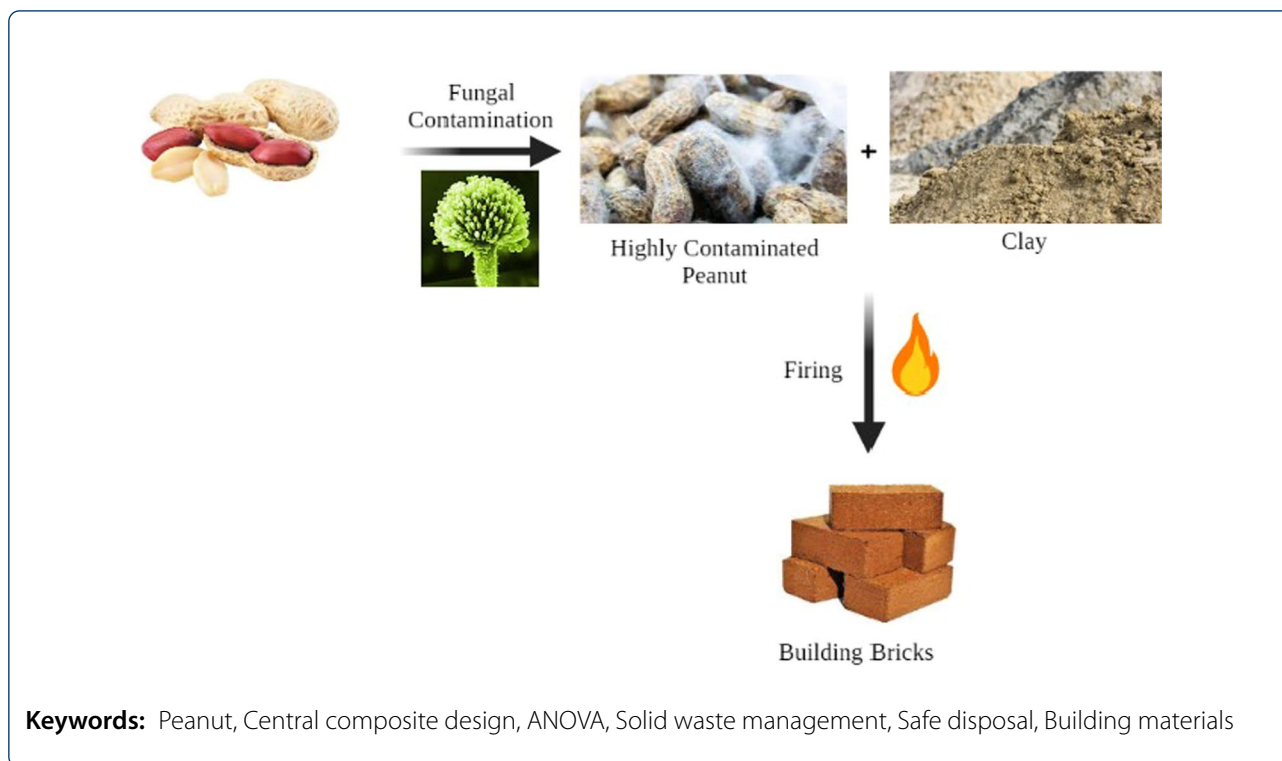 Fungal
Contamination
+
Highly Contaminated
Peanut
Clay
Firing
Building Bricks
Keywords: Peanut, Central composite design, ANOVA, Solid waste management, Safe disposal, Building materials